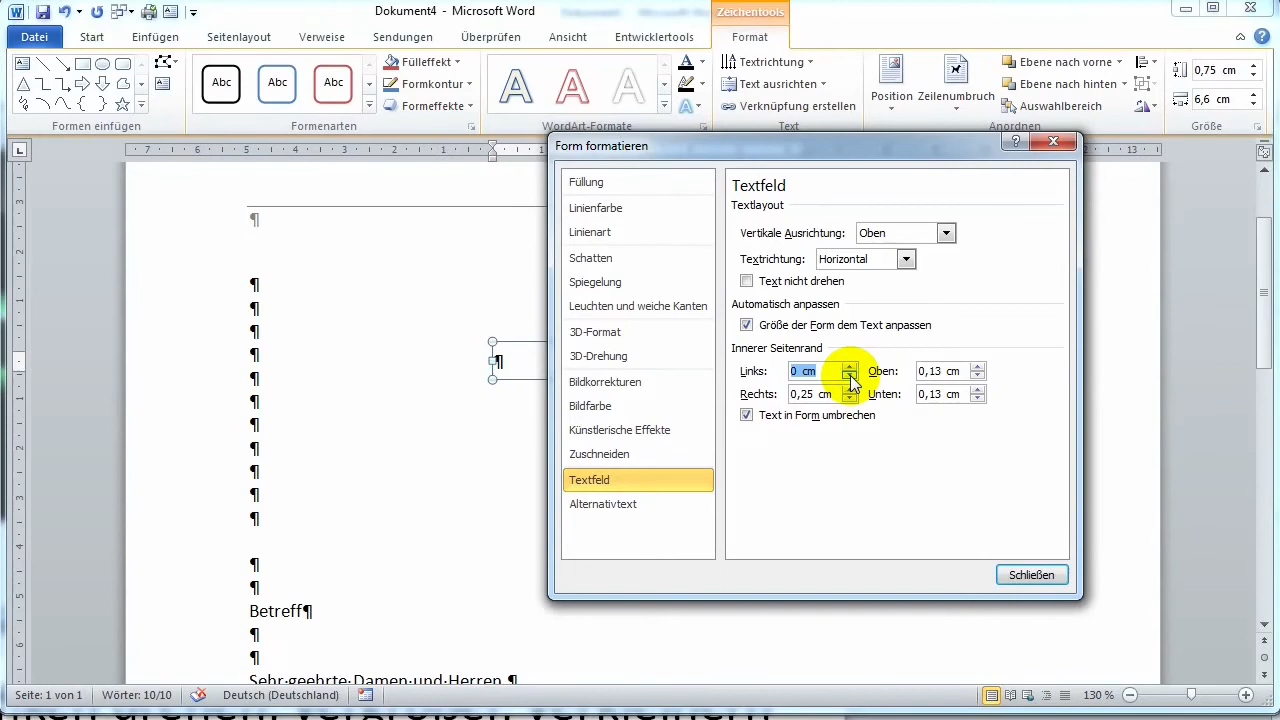 Dokument4 - Microsoft Word
Zeichentools
Datei Start Einfügen Seitenlayout Verweise Sendungen Überprüfen Ansicht Entwicklertools Format
Abc Abc Abc
Fülleffekt
Formkontur
Formeffekte
A A A
Textrichtung
Text ausrichten
Verknüpfung erstellen
Position Zeilenumbruch
Ebene nach vorne
Ebene nach hinten
Auswahlbereich
0,75 cm
6,6 cm
Formen einfügen Formenarten WordArt-Formate Text Anordnen Größe
Form formatieren
Füllung
Linienfarbe
Linienart
Schatten
Spiegelung
Leuchten und weiche Kanten
3D-Format
3D-Drehung
Bildkorrekturen
Bildfarbe
Künstlerische Effekte
Zuschneiden
Textfeld
Alternativtext
Textfeld
Textlayout
Vertikale Ausrichtung: Oben
Textrichtung: Horizontal
Text nicht drehen
Automatisch anpassen
Größe der Form dem Text anpassen
Innerer Seitenrand
Links: 0 cm Oben: 0,13 cm
Rechts: 0,25 cm Unten: 0,13 cm
Text in Form umbrechen
Schließen
Betreff¶
Sehr·geehrte·Damen·und·Herren,¶
Seite: 1 von 1 Wörter: 10/10 Deutsch (Deutschland) 130 %